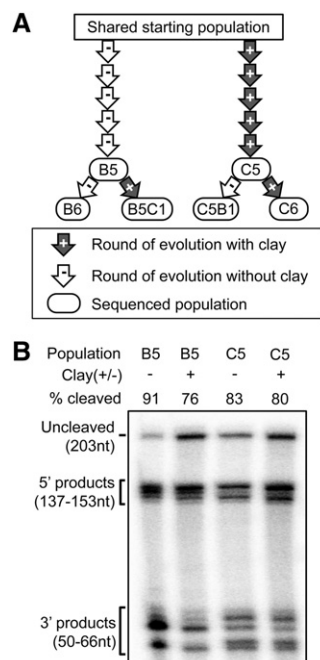 A
Shared starting population
- +
- +
- +
- +
- +
B5 C5
- + - +
B6 B5C1 C5B1 C6
+ Round of evolution with clay
- Round of evolution without clay
Sequenced population
B
Population B5 B5 C5 C5
Clay(+/-) - + - +
% cleaved 91 76 83 80
Uncleaved
(203nt)
5' products
(137-153nt)
3' products
(50-66nt)